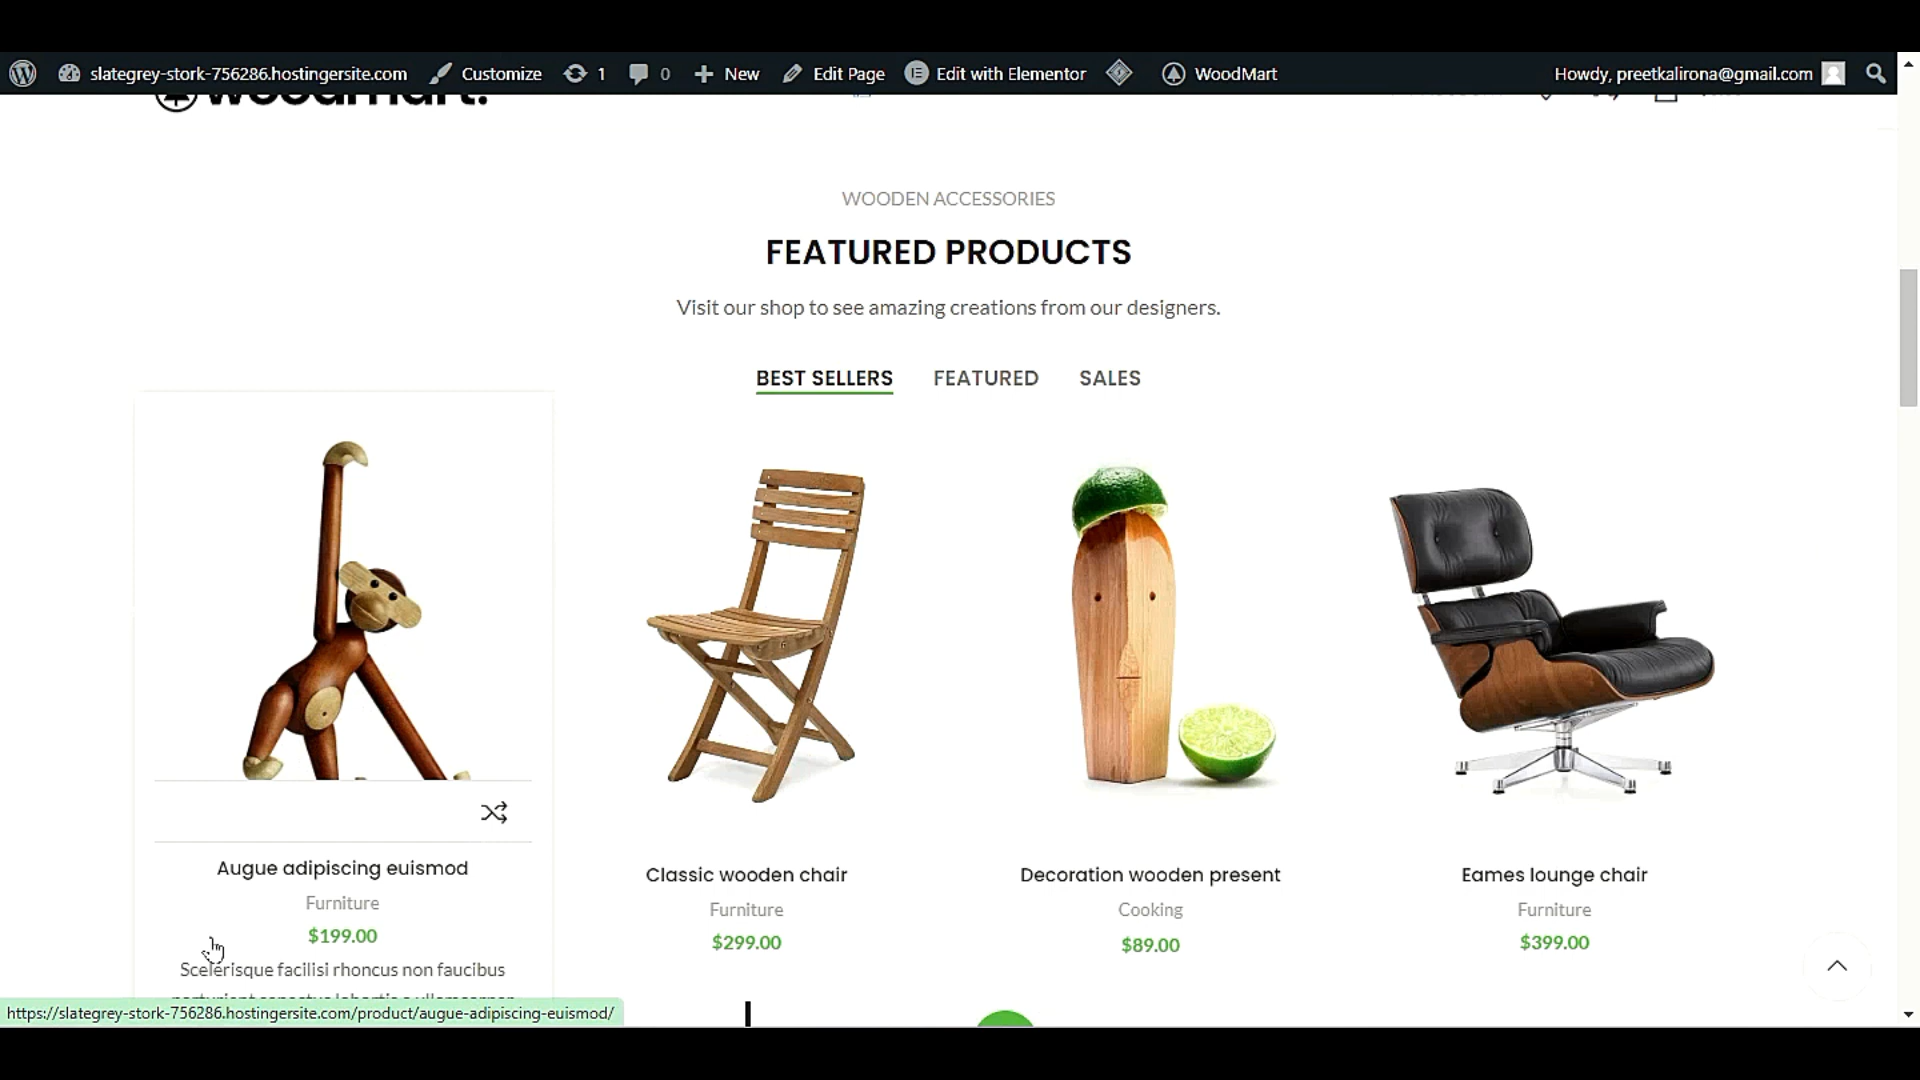 slategrey-stork-756286.hostingersite.com Customize 1 0 New Edit Page Edit with Elementor WoodMart Howdy, preetkalirona@gmail.com
woodmart.
WOODEN ACCESSORIES
FEATURED PRODUCTS
Visit our shop to see amazing creations from our designers.
BEST SELLERS FEATURED SALES
Augue adipiscing euismod
Furniture
$199.00
Scelerisque facilisi rhoncus non faucibus
Classic wooden chair
Furniture
$299.00
Decoration wooden present
Cooking
$89.00
Eames lounge chair
Furniture
$399.00
https://slategrey-stork-756286.hostingersite.com/product/augue-adipiscing-euismod/